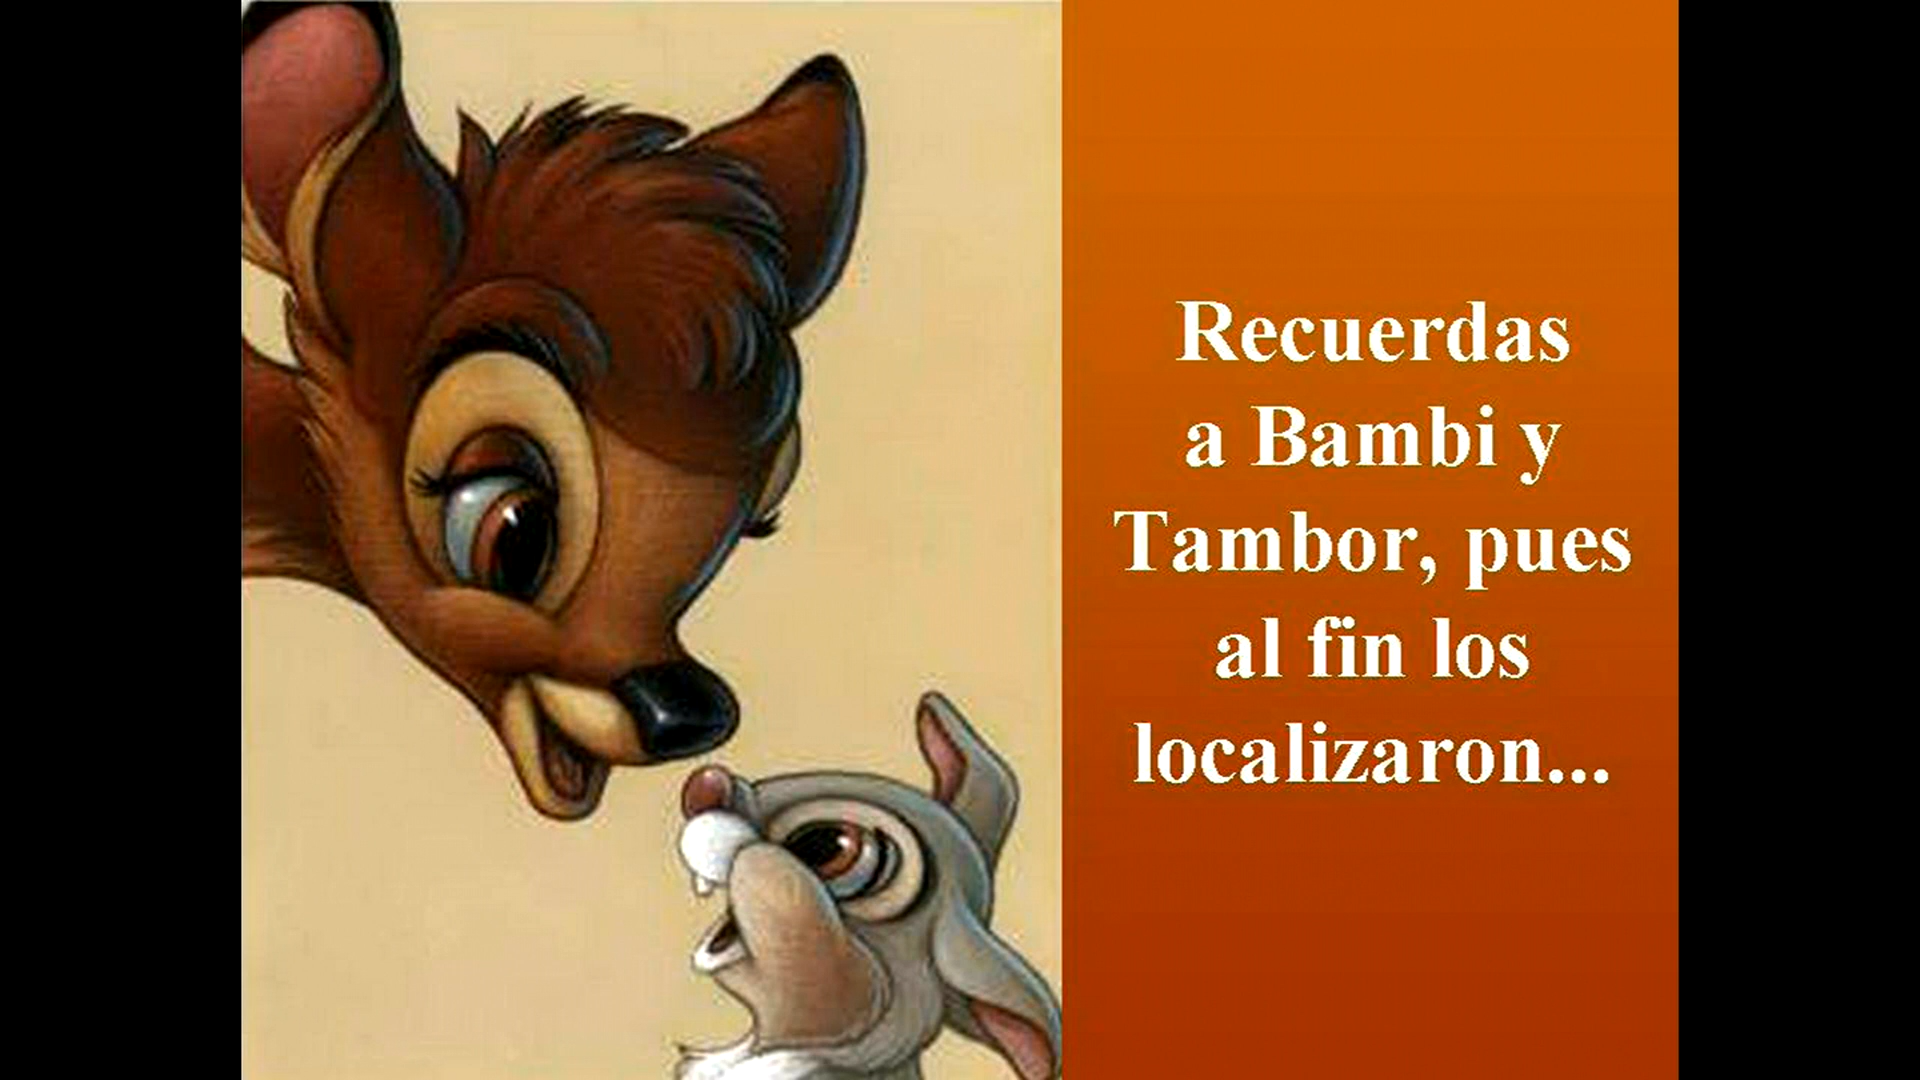 Recuerdas
a Bambi y
Tambor, pues
al fin los
localizaron...